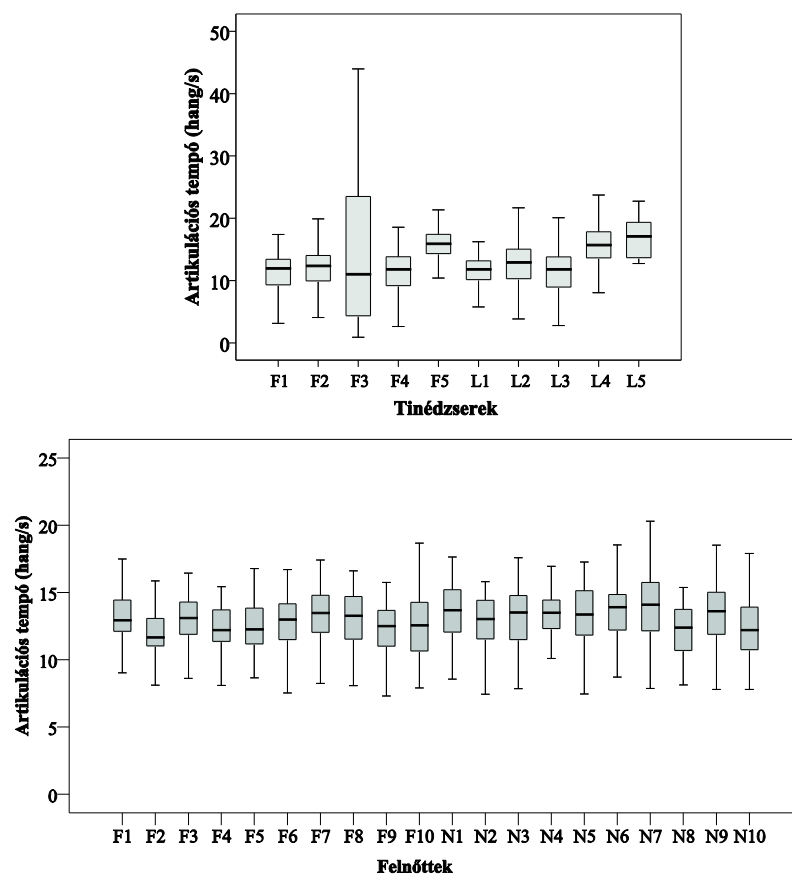 Artikulációs tempó (hang/s)
50
40
30
20
10
0
F1 F2 F3 F4 F5 L1 L2 L3 L4 L5
Tinédzserek
Artikulációs tempó (hang/s)
25
20
15
10
5
0
F1 F2 F3 F4 F5 F6 F7 F8 F9 F10 N1 N2 N3 N4 N5 N6 N7 N8 N9 N10
Felnőttek